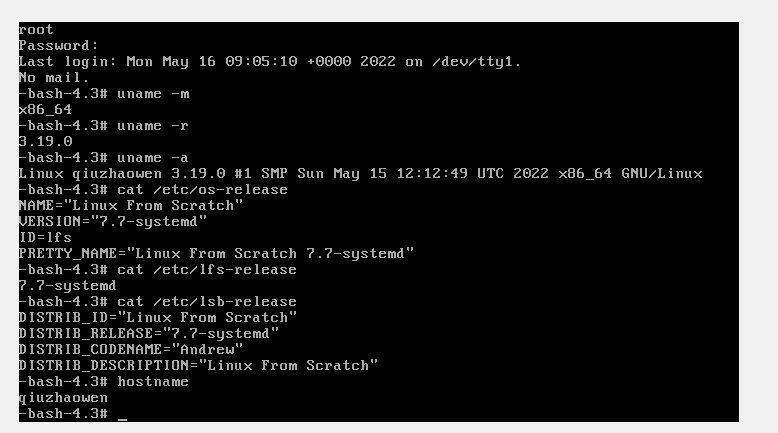 root
Password:
Last login: Mon May 16 09:05:10 +0000 2022 on /dev/tty1.
No mail.
-bash-4.3# uname -m
x86_64
-bash-4.3# uname -r
3.19.0
-bash-4.3# uname -a
Linux qiuzhaowen 3.19.0 #1 SMP Sun May 15 12:12:49 UTC 2022 x86_64 GNU/Linux
-bash-4.3# cat /etc/os-release
NAME="Linux From Scratch"
VERSION="7.7-systemd"
ID=lfs
PRETTY_NAME="Linux From Scratch 7.7-systemd"
-bash-4.3# cat /etc/lfs-release
7.7-systemd
-bash-4.3# cat /etc/lsb-release
DISTRIB_ID="Linux From Scratch"
DISTRIB_RELEASE="7.7-systemd"
DISTRIB_CODENAME="Andrew"
DISTRIB_DESCRIPTION="Linux From Scratch"
-bash-4.3# hostname
qiuzhaowen
-bash-4.3# _